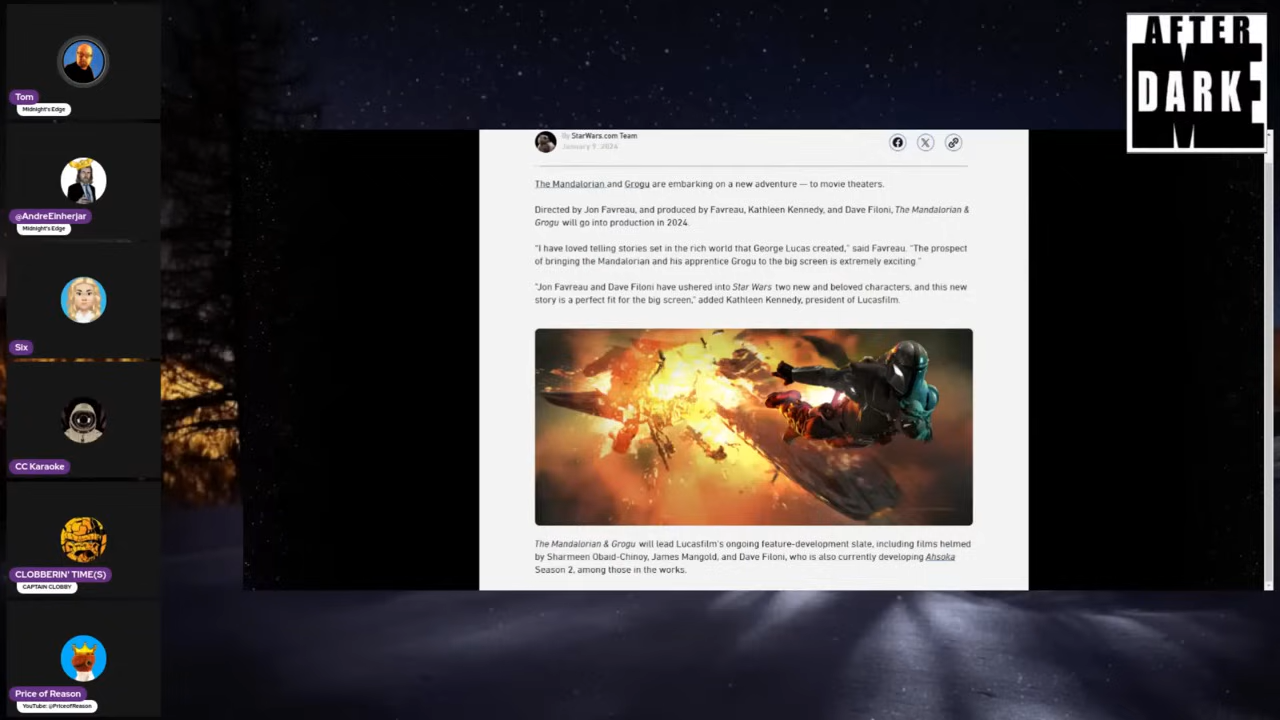 Tom
Midnight's Edge
@AndreEinherjar
Midnight's Edge
Six
CC Karaoke
CLOBBERIN' TIME(S)
CAPTAIN CLOBBY
Price of Reason
YouTube: @PriceofReason
By StarWars.com Team
January 9, 2024
The Mandalorian and Grogu are embarking on a new adventure — to movie theaters.
Directed by Jon Favreau, and produced by Favreau, Kathleen Kennedy, and Dave Filoni, The Mandalorian &
Grogu will go into production in 2024.
"I have loved telling stories set in the rich world that George Lucas created," said Favreau. "The prospect
of bringing the Mandalorian and his apprentice Grogu to the big screen is extremely exciting."
"Jon Favreau and Dave Filoni have ushered into Star Wars two new and beloved characters, and this new
story is a perfect fit for the big screen," added Kathleen Kennedy, president of Lucasfilm.
The Mandalorian & Grogu will lead Lucasfilm's ongoing feature-development slate, including films helmed
by Sharmeen Obaid-Chinoy, James Mangold, and Dave Filoni, who is also currently developing Ahsoka
Season 2, among those in the works.
AFTER
DARK
ME